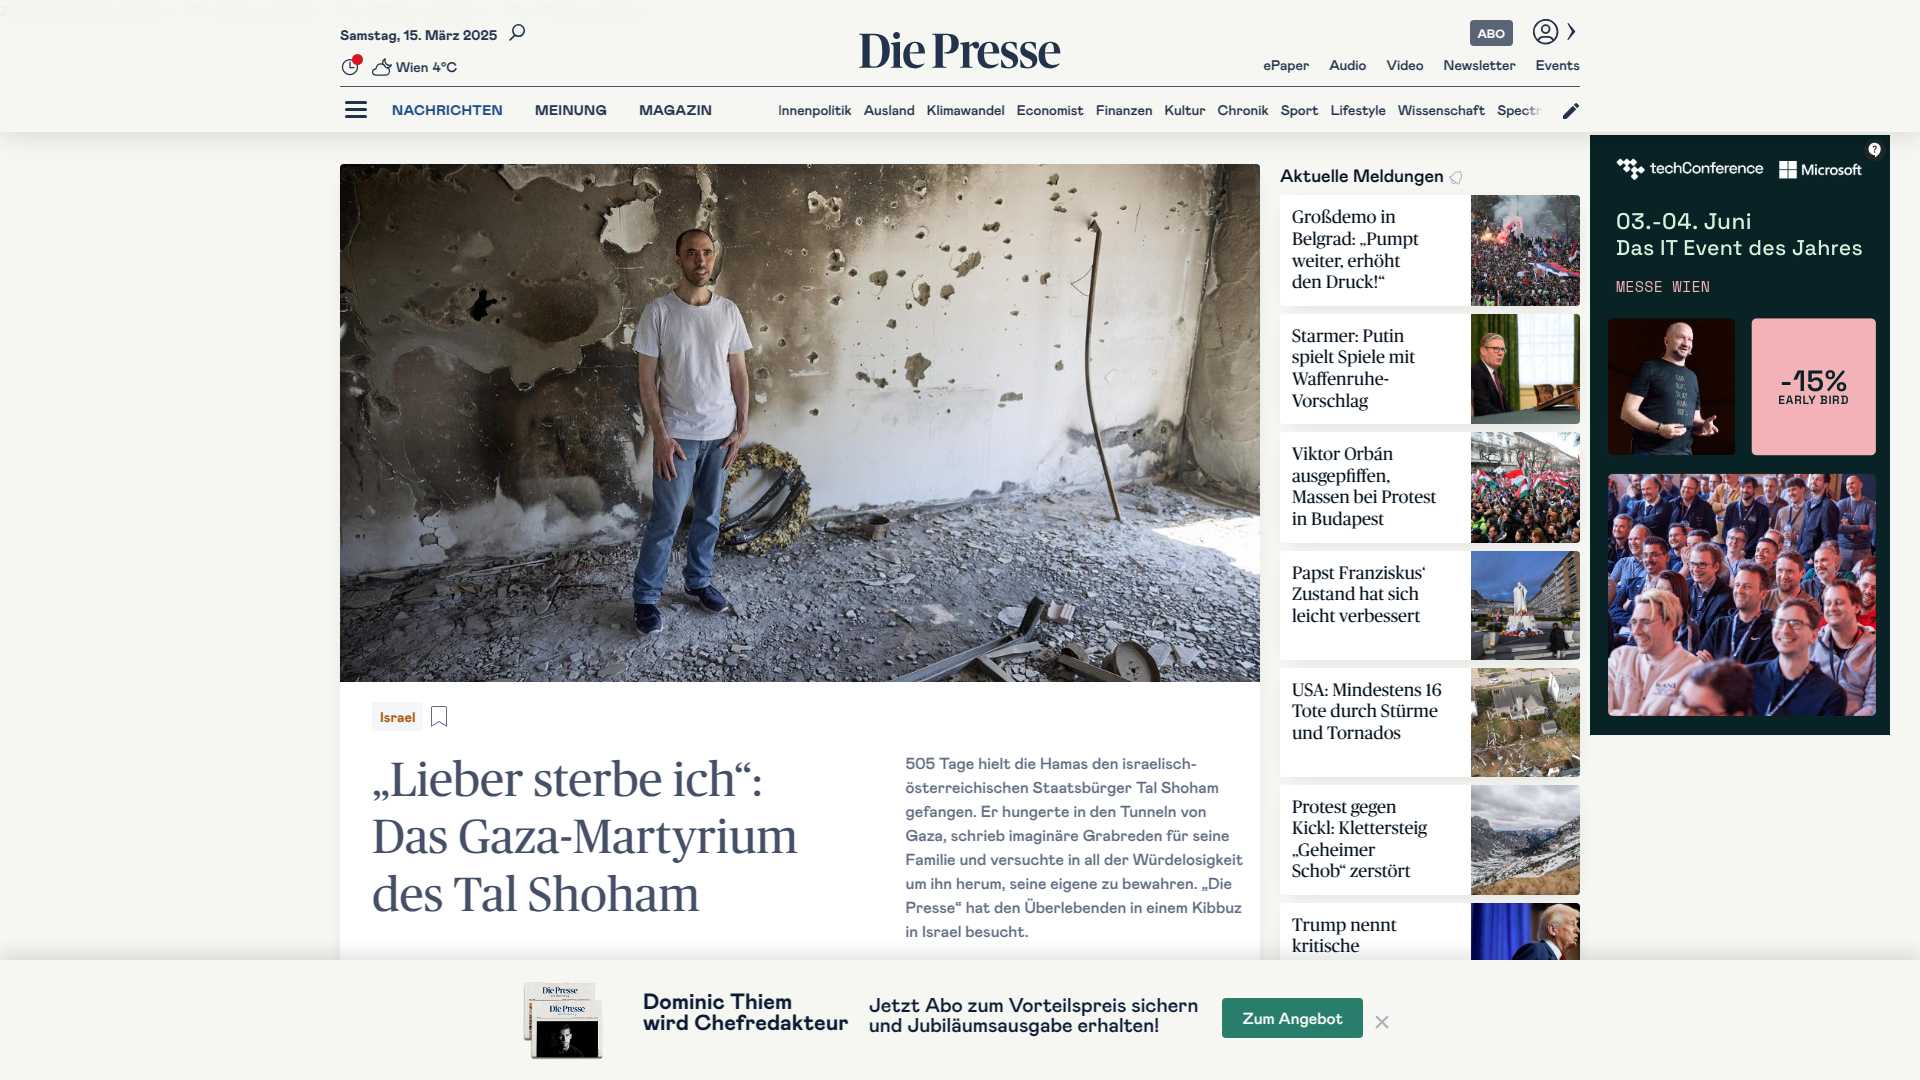 Samstag, 15. März 2025
Wien 4°C
Die Presse
ABO
ePaper Audio Video Newsletter Events
NACHRICHTEN MEINUNG MAGAZIN Innenpolitik Ausland Klimawandel Economist Finanzen Kultur Chronik Sport Lifestyle Wissenschaft Spectr
Israel
„Lieber sterbe ich“:
Das Gaza-Martyrium
des Tal Shoham
505 Tage hielt die Hamas den israelisch-
österreichischen Staatsbürger Tal Shoham
gefangen. Er hungerte in den Tunneln von
Gaza, schrieb imaginäre Grabreden für seine
Familie und versuchte in all der Würdelosigkeit
um ihn herum, seine eigene zu bewahren. „Die
Presse“ hat den Überlebenden in einem Kibbuz
in Israel besucht.
Aktuelle Meldungen
Großdemo in
Belgrad: „Pumpt
weiter, erhöht
den Druck!“
Starmer: Putin
spielt Spiele mit
Waffenruhe-
Vorschlag
Viktor Orbán
ausgepfiffen,
Massen bei Protest
in Budapest
Papst Franziskus‘
Zustand hat sich
leicht verbessert
USA: Mindestens 16
Tote durch Stürme
und Tornados
Protest gegen
Kickl: Klettersteig
„Geheimer
Schob“ zerstört
Trump nennt
kritische
techConference Microsoft
03.-04. Juni
Das IT Event des Jahres
MESSE WIEN
-15%
EARLY BIRD
Die Presse
Die Presse
Dominic Thiem
wird Chefredakteur
Jetzt Abo zum Vorteilspreis sichern
und Jubiläumsausgabe erhalten!
Zum Angebot